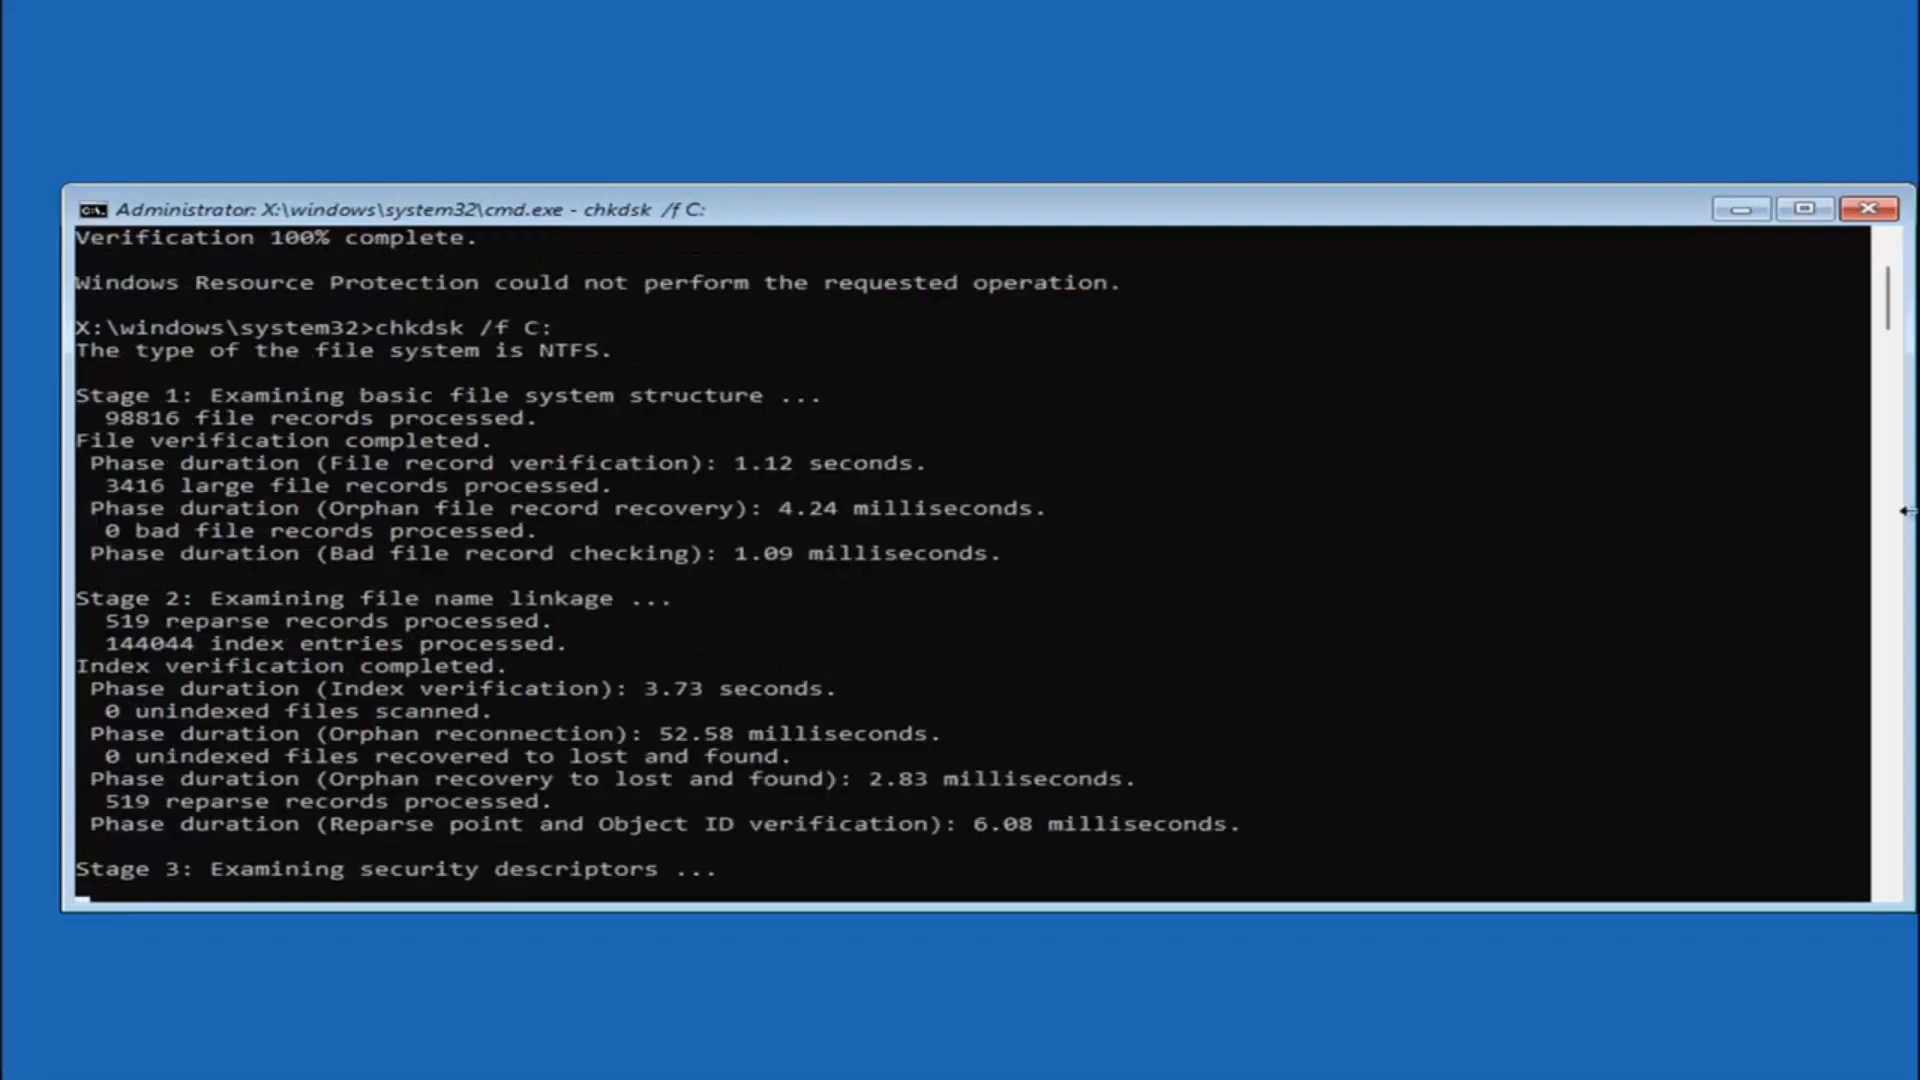 Administrator: X:\windows\system32\cmd.exe - chkdsk /f C:
Verification 100% complete.
Windows Resource Protection could not perform the requested operation.
X:\windows\system32>chkdsk /f C:
The type of the file system is NTFS.
Stage 1: Examining basic file system structure ...
98816 file records processed.
File verification completed.
Phase duration (File record verification): 1.12 seconds.
3416 large file records processed.
Phase duration (Orphan file record recovery): 4.24 milliseconds.
0 bad file records processed.
Phase duration (Bad file record checking): 1.09 milliseconds.
Stage 2: Examining file name linkage ...
519 reparse records processed.
144044 index entries processed.
Index verification completed.
Phase duration (Index verification): 3.73 seconds.
0 unindexed files scanned.
Phase duration (Orphan reconnection): 52.58 milliseconds.
0 unindexed files recovered to lost and found.
Phase duration (Orphan recovery to lost and found): 2.83 milliseconds.
519 reparse records processed.
Phase duration (Reparse point and Object ID verification): 6.08 milliseconds.
Stage 3: Examining security descriptors ...